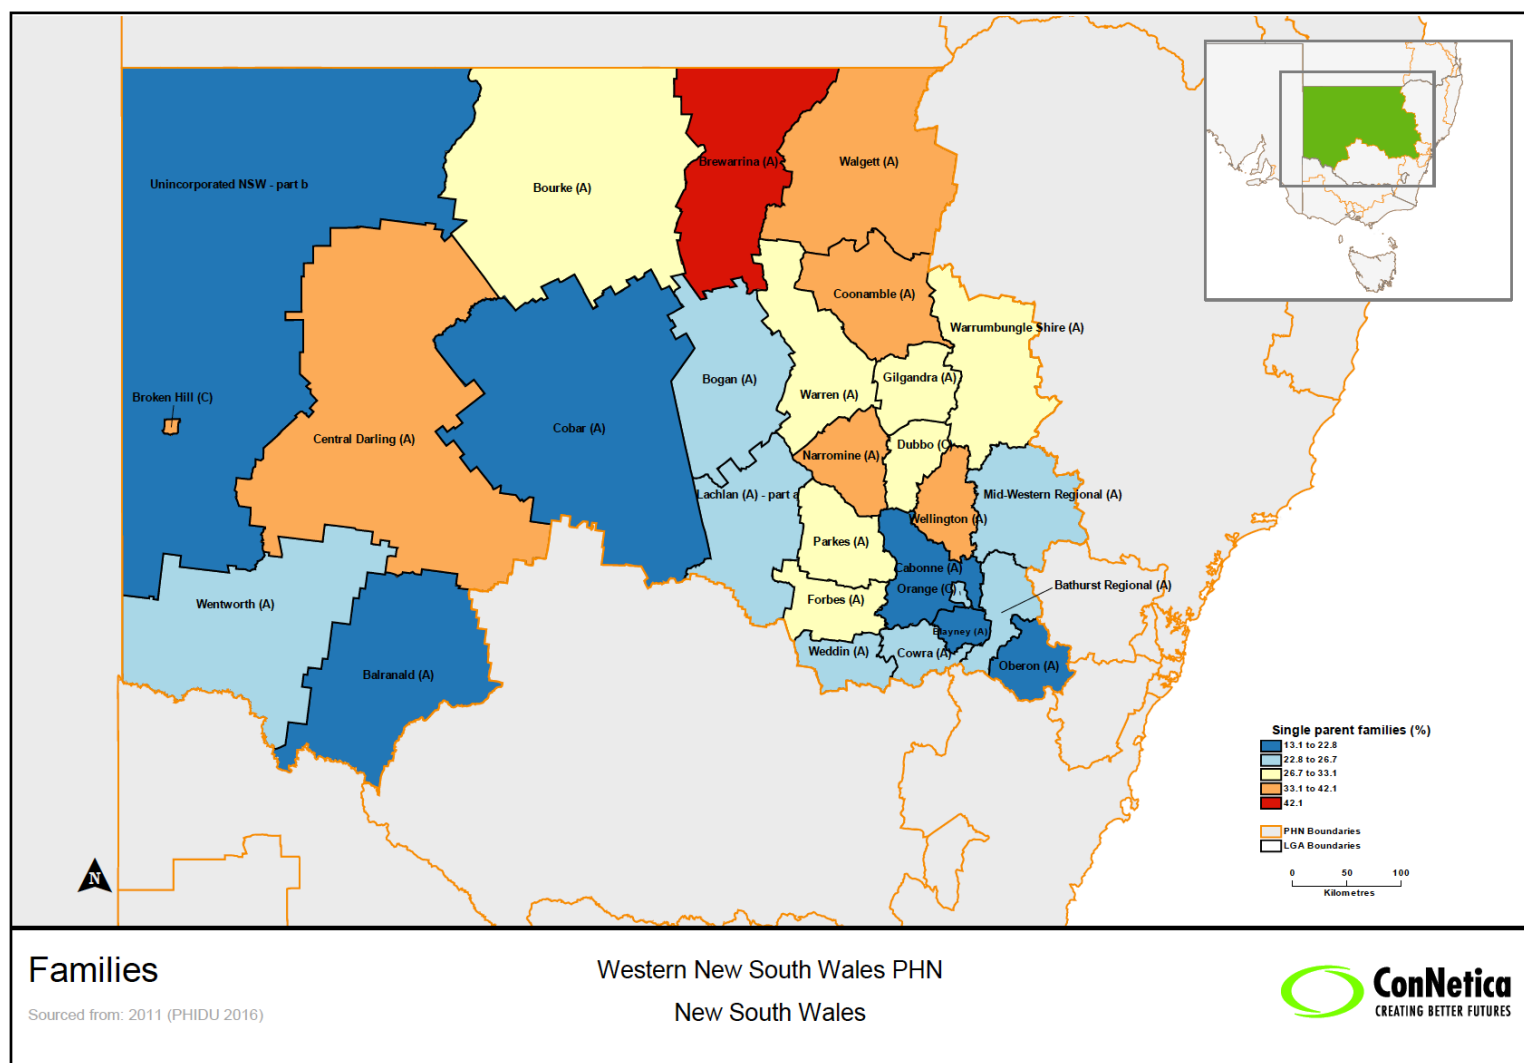 Brewarrina (A)
Walgett (A)
Unincorporated NSW - part b
Bourke (A)
Coonamble (A)
Warrumbungle Shire (A)
Bogan (A)
Gilgandra (A)
Broken Hill (C)
Warren (A)
Central Darling (A)
Cobar (A)
Dubbo (C)
Narromine (A)
Lachlan (A) - part a
Mid-Western Regional (A)
Wellington (A)
Parkes (A)
Cabonne (A)
Bathurst Regional (A)
Orange (C)
Wentworth (A)
Forbes (A)
Blayney (A)
Weddin (A)
Cowra (A)
Oberon (A)
Balranald (A)
Single parent families (%)
13.1 to 22.8
22.8 to 26.7
26.7 to 33.1
33.1 to 42.1
42.1
PHN Boundaries
LGA Boundaries
0 50 100
Kilometres
N
Families
Sourced from: 2011 (PHIDU 2016)
Western New South Wales PHN
New South Wales
ConNetica
CREATING BETTER FUTURES